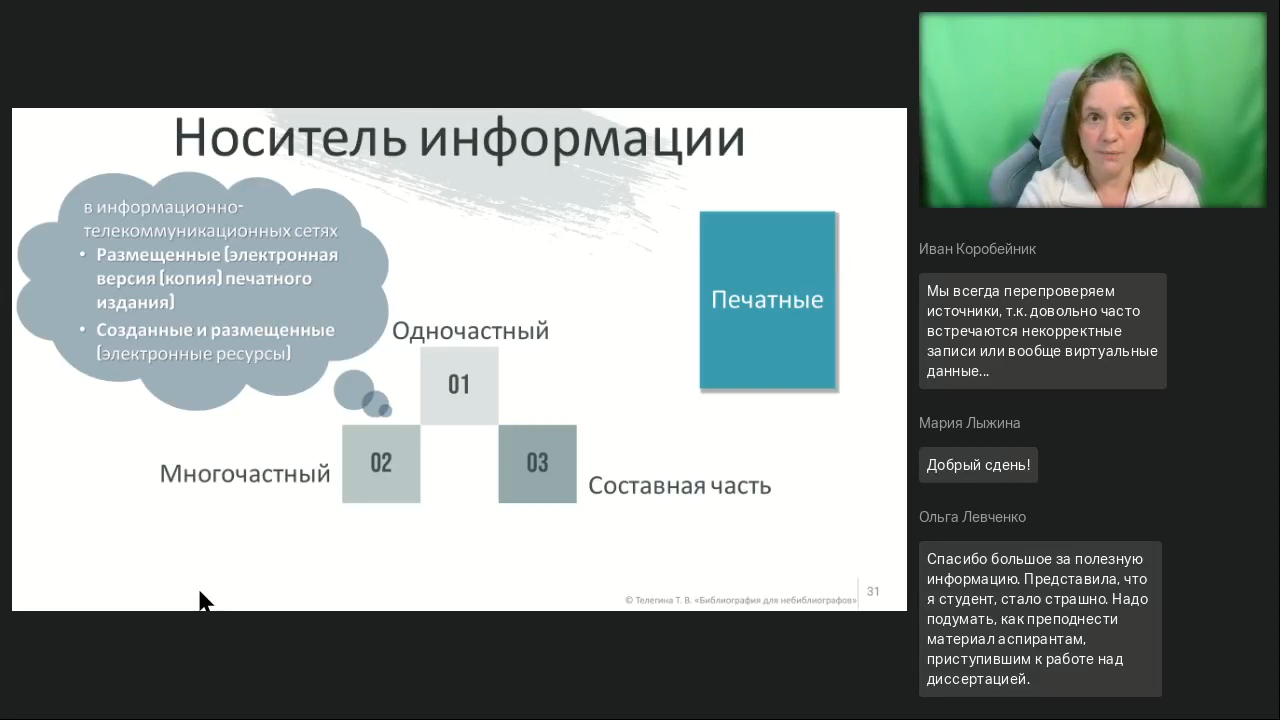 Носитель информации
в информационно-
телекоммуникационных сетях
• Размещенные (электронная
версия (копия) печатного
издания)
• Созданные и размещенные
(электронные ресурсы)
Печатные
Одночастный
01
02
03
Многочастный
Составная часть
© Телегина Т. В. «Библиография для небиблиографов»
31
Иван Коробейник
Мы всегда перепроверяем
источники, т.к. довольно часто
встречаются некорректные
записи или вообще виртуальные
данные...
Мария Лыжина
Добрый сдень!
Ольга Левченко
Спасибо большое за полезную
информацию. Представила, что
я студент, стало страшно. Надо
подумать, как преподнести
материал аспирантам,
приступившим к работе над
диссертацией.